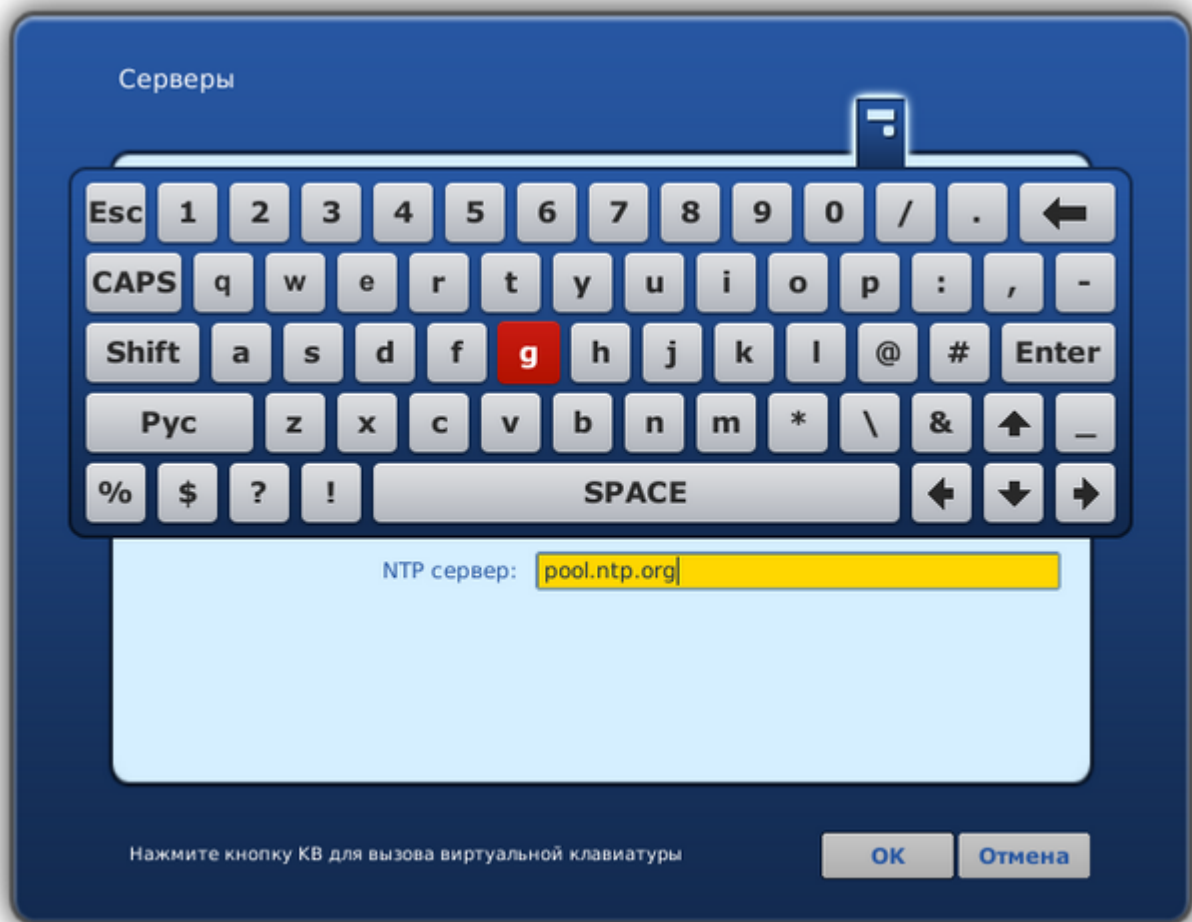 Серверы
Esc 1 2 3 4 5 6 7 8 9 0 / .
CAPS q w e r t y u i o p : , -
Shift a s d f g h j k l @ # Enter
Рус z x c v b n m * \ & _
% $ ? ! SPACE
NTP сервер: pool.ntp.org
Нажмите кнопку КВ для вызова виртуальной клавиатуры
OK Отмена